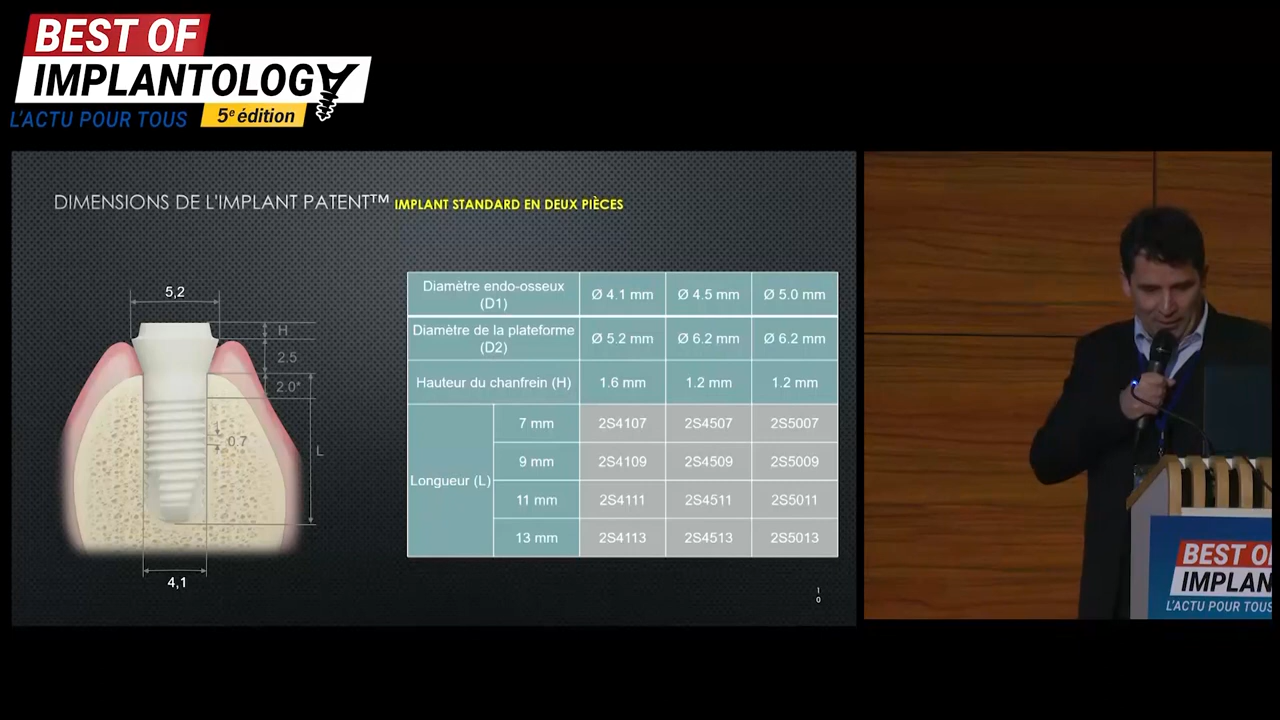 BEST OF
IMPLANTOLOGY
L'ACTU POUR TOUS
5e édition
DIMENSIONS DE L'IMPLANT PATENT™ IMPLANT STANDARD EN DEUX PIÈCES
5,2
H
2.5
2.0*
0.7
L
4,1
Diamètre endo-osseux (D1) Ø 4.1 mm Ø 4.5 mm Ø 5.0 mm
Diamètre de la plateforme (D2) Ø 5.2 mm Ø 6.2 mm Ø 6.2 mm
Hauteur du chanfrein (H) 1.6 mm 1.2 mm 1.2 mm
Longueur (L)
7 mm 2S4107 2S4507 2S5007
9 mm 2S4109 2S4509 2S5009
11 mm 2S4111 2S4511 2S5011
13 mm 2S4113 2S4513 2S5013
1
0
BEST O
IMPLAN
L'ACTU POUR TOUS